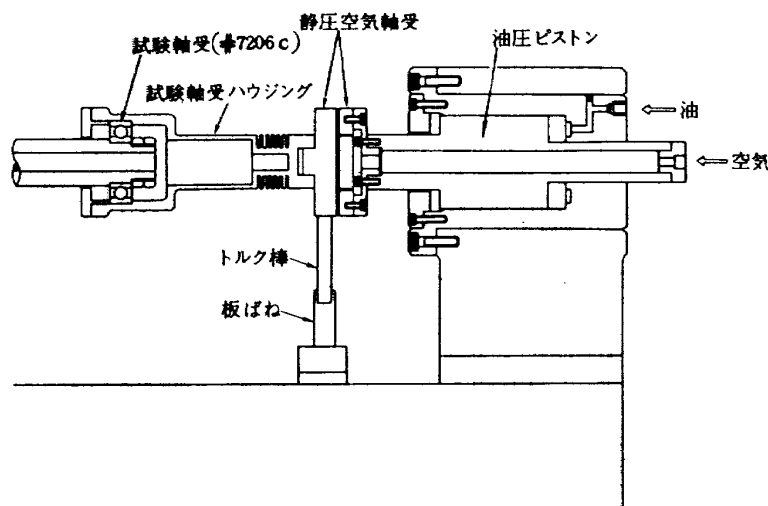 静圧空気軸受
試験軸受(#7206c)
油圧ピストン
試験軸受ハウジング
油
空気
トルク棒
板ばね